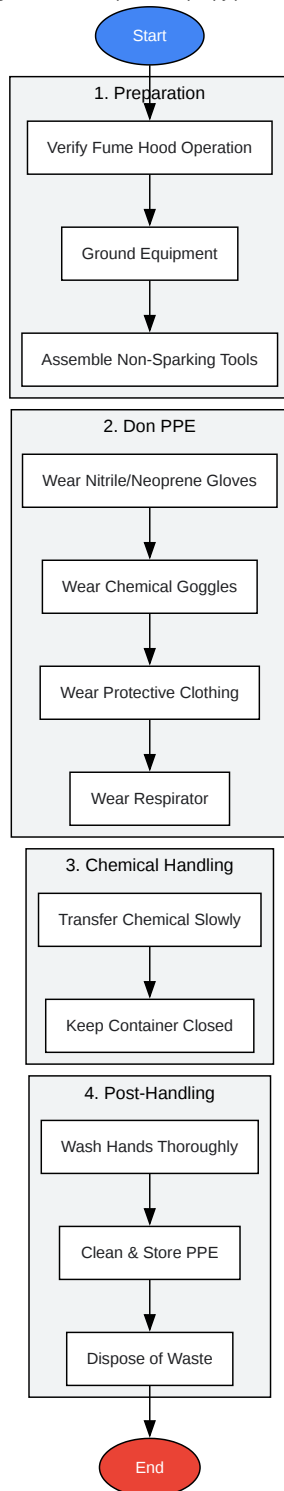 Start
1. Preparation
Verify Fume Hood Operation
Ground Equipment
Assemble Non-Sparking Tools
2. Don PPE
Wear Nitrile/Neoprene Gloves
Wear Chemical Goggles
Wear Protective Clothing
Wear Respirator
3. Chemical Handling
Transfer Chemical Slowly
Keep Container Closed
4. Post-Handling
Wash Hands Thoroughly
Clean & Store PPE
Dispose of Waste
End